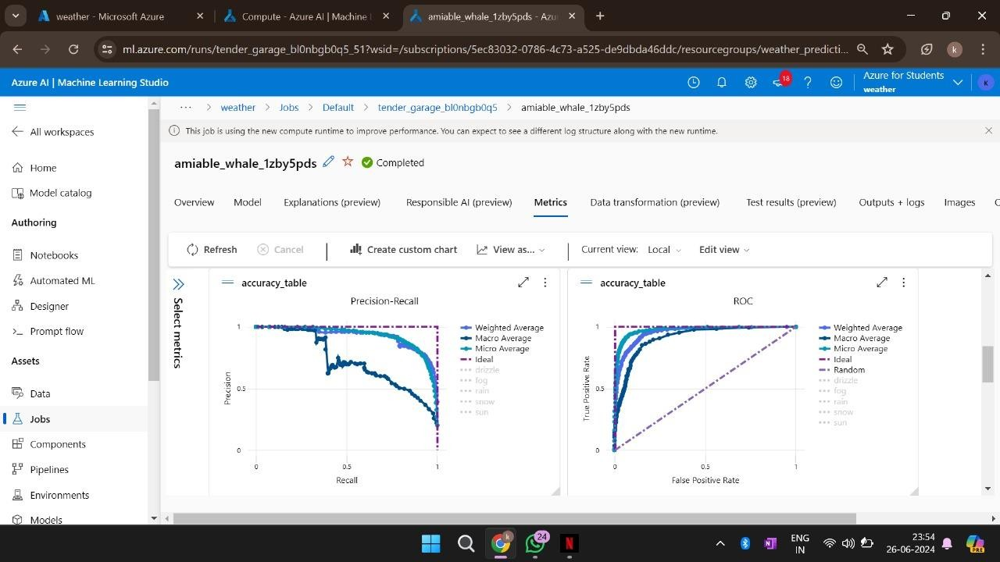 weather - Microsoft Azure
Compute - Azure AI | Machine L
amiable_whale_1zby5pds - Azu
ml.azure.com/runs/tender_garage_bl0nbgb0q5_51?wsid=/subscriptions/5ec83032-0786-4c73-a525-de9dbda46ddc/resourcegroups/weather_predicti...
k
Azure AI | Machine Learning Studio
18
Azure for Students
weather
K
All workspaces
Home
Model catalog
Authoring
Notebooks
Automated ML
Designer
Prompt flow
Assets
Data
Jobs
Components
Pipelines
Environments
Models
... > weather > Jobs > Default > tender_garage_bl0nbgb0q5 > amiable_whale_1zby5pds
This job is using the new compute runtime to improve performance. You can expect to see a different log structure along with the new runtime.
amiable_whale_1zby5pds Completed
Overview Model Explanations (preview) Responsible AI (preview) Metrics Data transformation (preview) Test results (preview) Outputs + logs Images C
Refresh Cancel | Create custom chart View as... | Current view: Local Edit view
Select metrics
accuracy_table
Precision-Recall
1
0.5
0
Precision
0 0.5 1
Recall
Weighted Average
Macro Average
Micro Average
Ideal
drizzle
fog
rain
snow
sun
accuracy_table
ROC
1
0.5
0
True Positive Rate
0 0.5 1
False Positive Rate
Weighted Average
Macro Average
Micro Average
Ideal
Random
drizzle
fog
rain
snow
sun
k
24
N
N
ENG
IN
23:54
26-06-2024
PRE